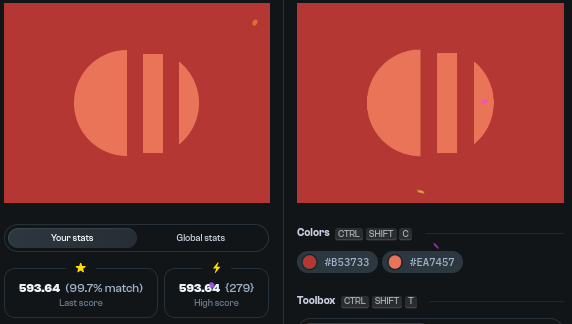 Colors CTRL SHIFT C
Your stats Global stats
#B53733 #EA7457
593.64 (99.7% match) 593.64 {279}
Last score High score
Toolbox CTRL SHIFT T